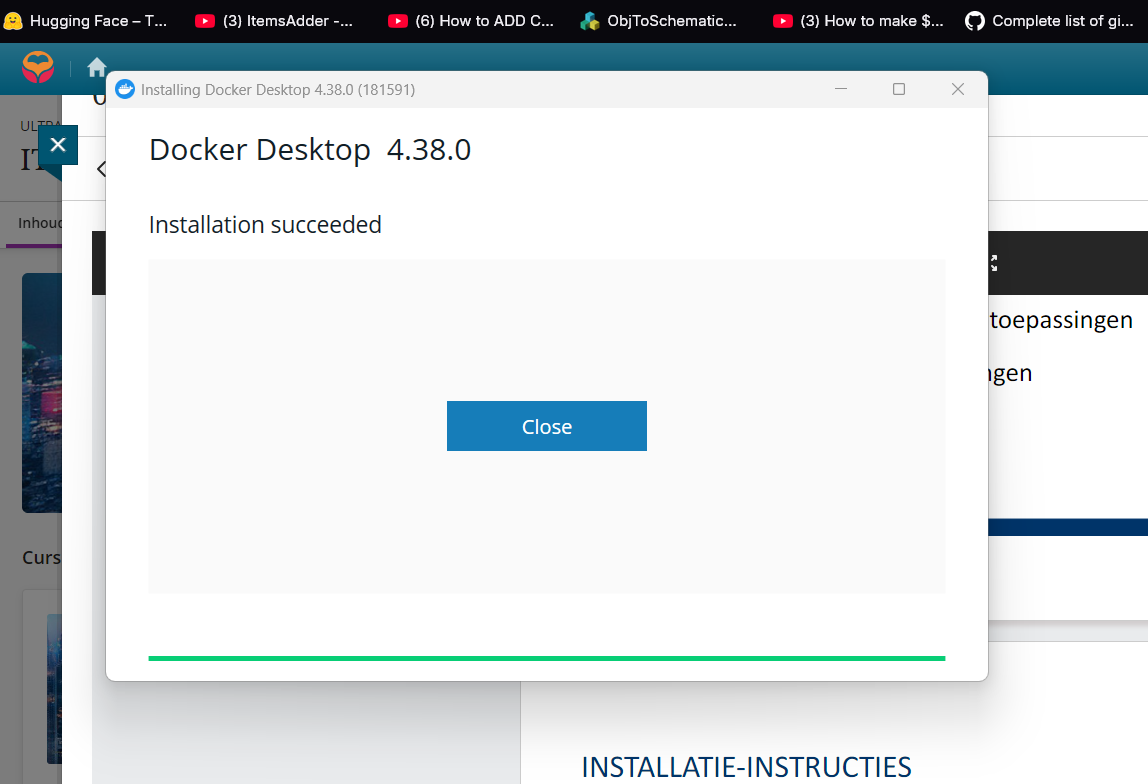 Hugging Face – T... (3) ItemsAdder -... (6) How to ADD C... ObjToSchematic... (3) How to make $... Complete list of gi...
Installing Docker Desktop 4.38.0 (181591)
Docker Desktop 4.38.0
Installation succeeded
Close
Inhoud
Curs
toepassingen
ngen
INSTALLATIE-INSTRUCTIES